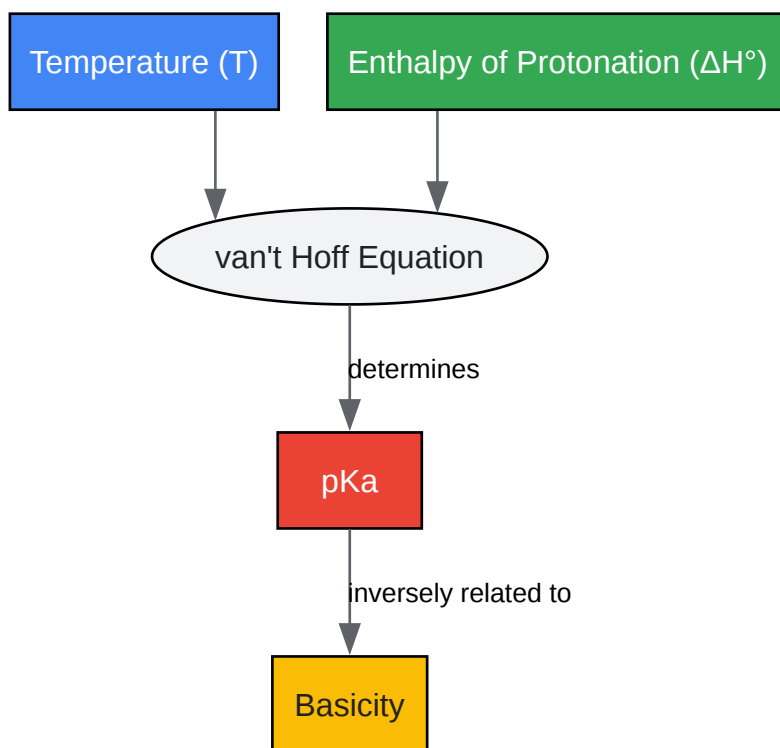 Temperature (T)
Enthalpy of Protonation (ΔH°)
van't Hoff Equation
determines
pKa
inversely related to
Basicity